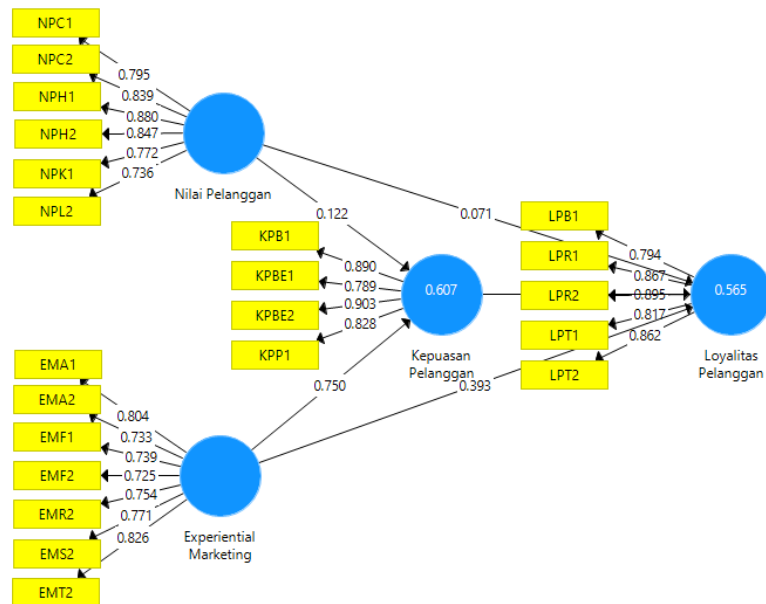 NPC1
NPC2
NPH1
NPH2
NPK1
NPL2
0.795
0.839
0.880
0.847
0.772
0.736
Nilai Pelanggan
0.122
0.071
KPB1
KPBE1
KPBE2
KPP1
0.890
0.789
0.903
0.828
0.607
Kepuasan
Pelanggan
LPB1
LPR1
LPR2
LPT1
LPT2
0.794
0.867
0.895
0.817
0.862
0.565
Loyalitas
Pelanggan
0.750
0.393
EMA1
EMA2
EMF1
EMF2
EMR2
EMS2
EMT2
0.804
0.733
0.739
0.725
0.754
0.771
0.826
Experiential
Marketing